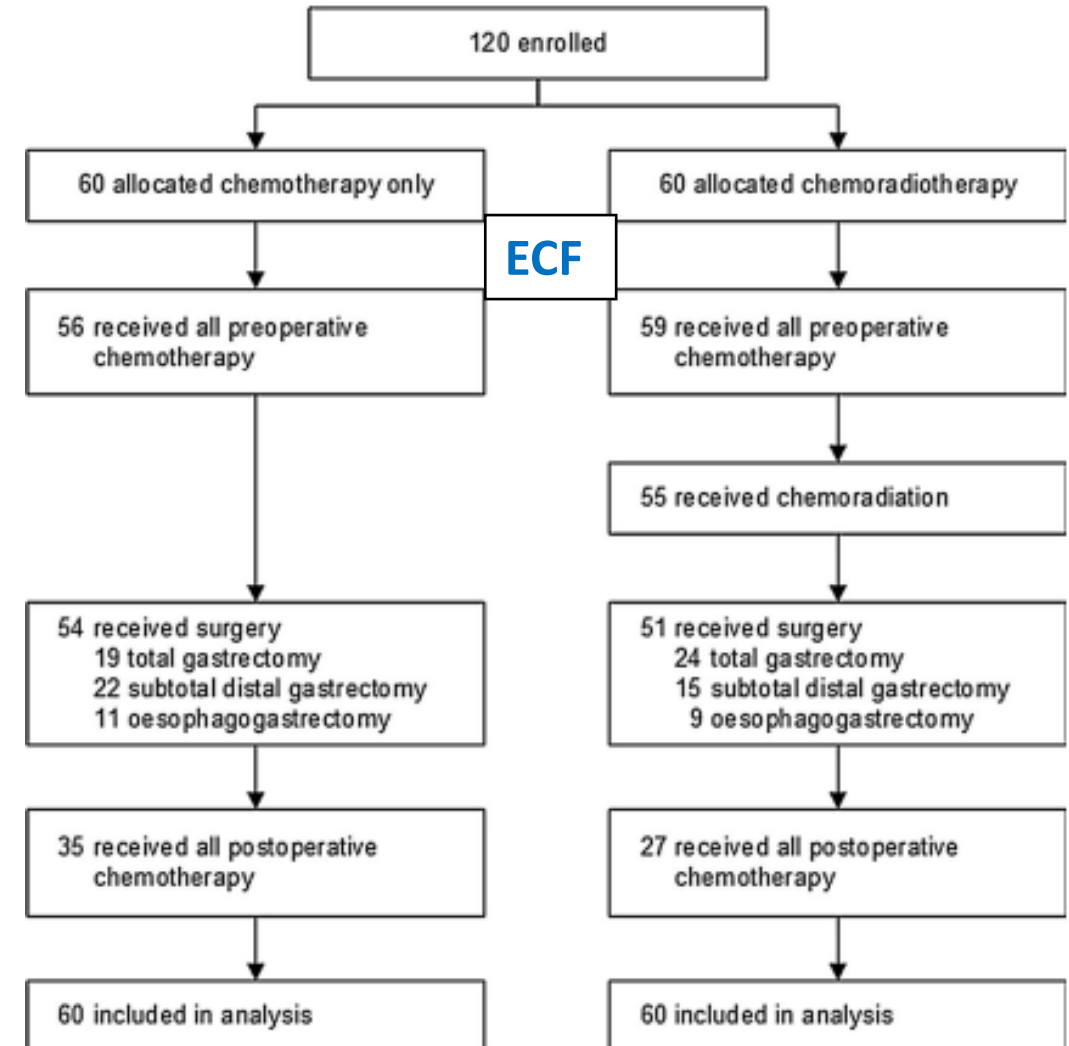 120 enrolled
60 allocated chemotherapy only
60 allocated chemoradiotherapy
ECF
56 received all preoperative
chemotherapy
59 received all preoperative
chemotherapy
55 received chemoradiation
54 received surgery
19 total gastrectomy
22 subtotal distal gastrectomy
11 oesophagogastrectomy
51 received surgery
24 total gastrectomy
15 subtotal distal gastrectomy
9 oesophagogastrectomy
35 received all postoperative
chemotherapy
27 received all postoperative
chemotherapy
60 included in analysis
60 included in analysis